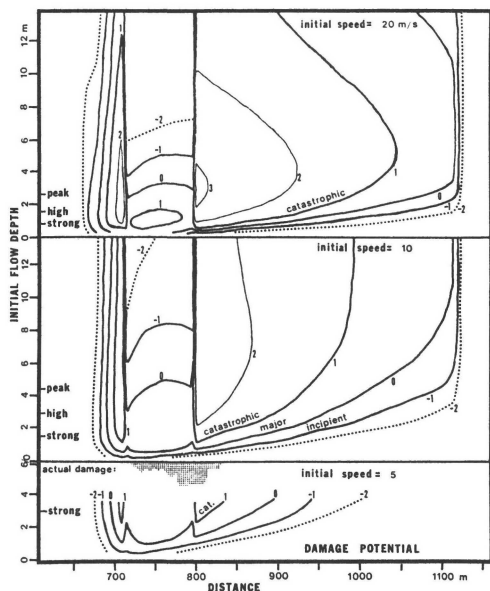 12 m
initial speed= 20 m/s
1
-2
10
8
-2
6
2
-1
1
4
0
3
2
peak
catastrophic
0
2
1
-1
high
-2
strong
0
INITIAL FLOW DEPTH
12
initial speed= 10
-2
10
8
-1
6
2
1
0
0
peak
4
-1
high
catastrophic
major
incipient
-2
2
strong
1
0
actual damage:
6
initial speed= 5
4
-2 -1 0 1
cat.
1 0 -1 -2
strong
2
DAMAGE POTENTIAL
0
700 800 900 1000 1100 m
DISTANCE